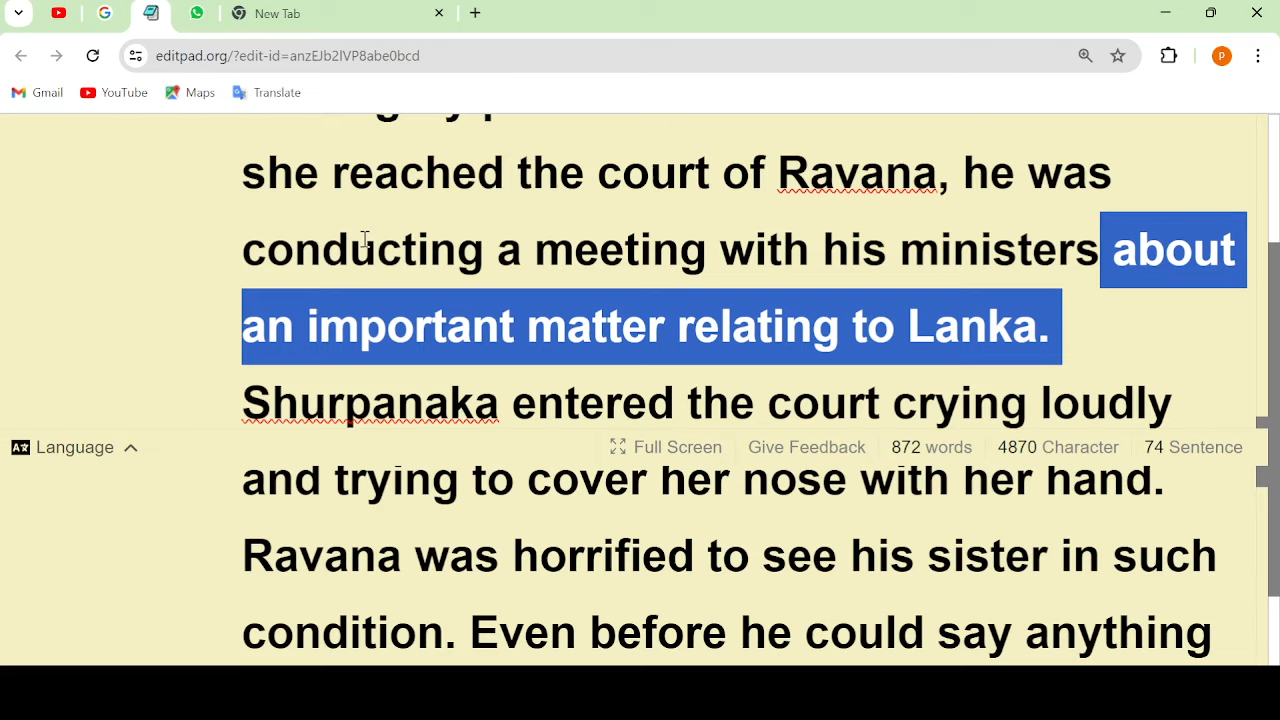 New Tab
editpad.org/?edit-id=anzEJb2lVP8abe0bcd
P
Gmail YouTube Maps Translate
she reached the court of Ravana, he was
conducting a meeting with his ministers about
an important matter relating to Lanka.
Shurpanaka entered the court crying loudly
Language Full Screen Give Feedback 872 words 4870 Character 74 Sentence
and trying to cover her nose with her hand.
Ravana was horrified to see his sister in such
condition. Even before he could say anything